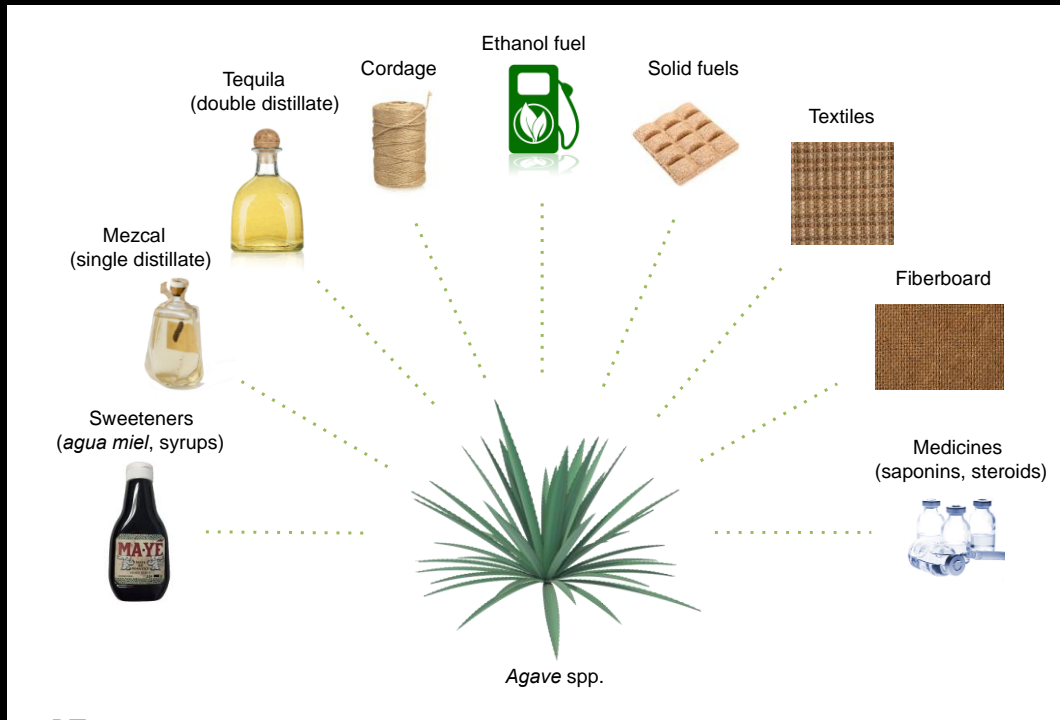 Ethanol fuel
Cordage
Solid fuels
Tequila
(double distillate)
Textiles
Mezcal
(single distillate)
Fiberboard
Sweeteners
(agua miel, syrups)
Medicines
(saponins, steroids)
MA·YÉ
Agave spp.